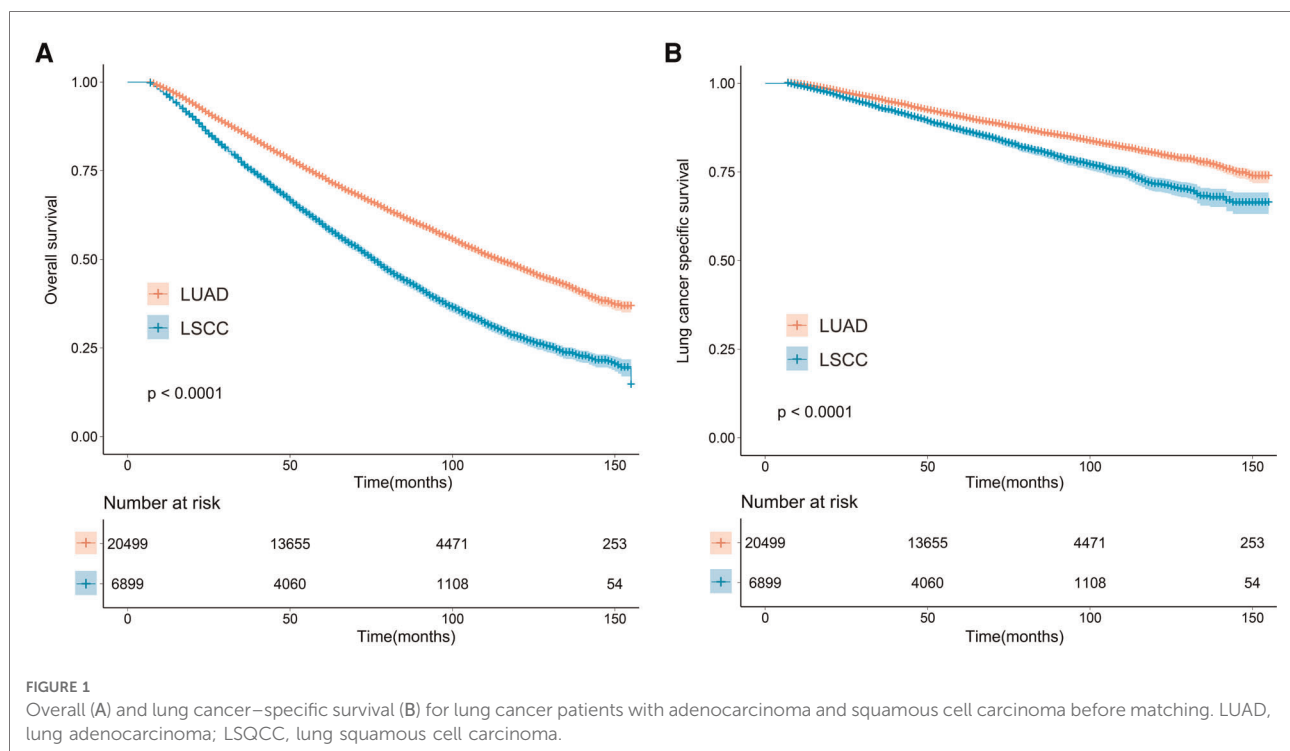 A
1.00
0.75
0.50
0.25
0.00
Overall survival
LUAD
LSCC
p < 0.0001
0 50 100 150
Time(months)
Number at risk
20499 13655 4471 253
6899 4060 1108 54
0 50 100 150
Time(months)
B
1.00
0.75
0.50
0.25
0.00
Lung cancer specific survival
LUAD
LSCC
p < 0.0001
0 50 100 150
Time(months)
Number at risk
20499 13655 4471 253
6899 4060 1108 54
0 50 100 150
Time(months)
FIGURE 1
Overall (A) and lung cancer–specific survival (B) for lung cancer patients with adenocarcinoma and squamous cell carcinoma before matching. LUAD,
lung adenocarcinoma; LSQCC, lung squamous cell carcinoma.